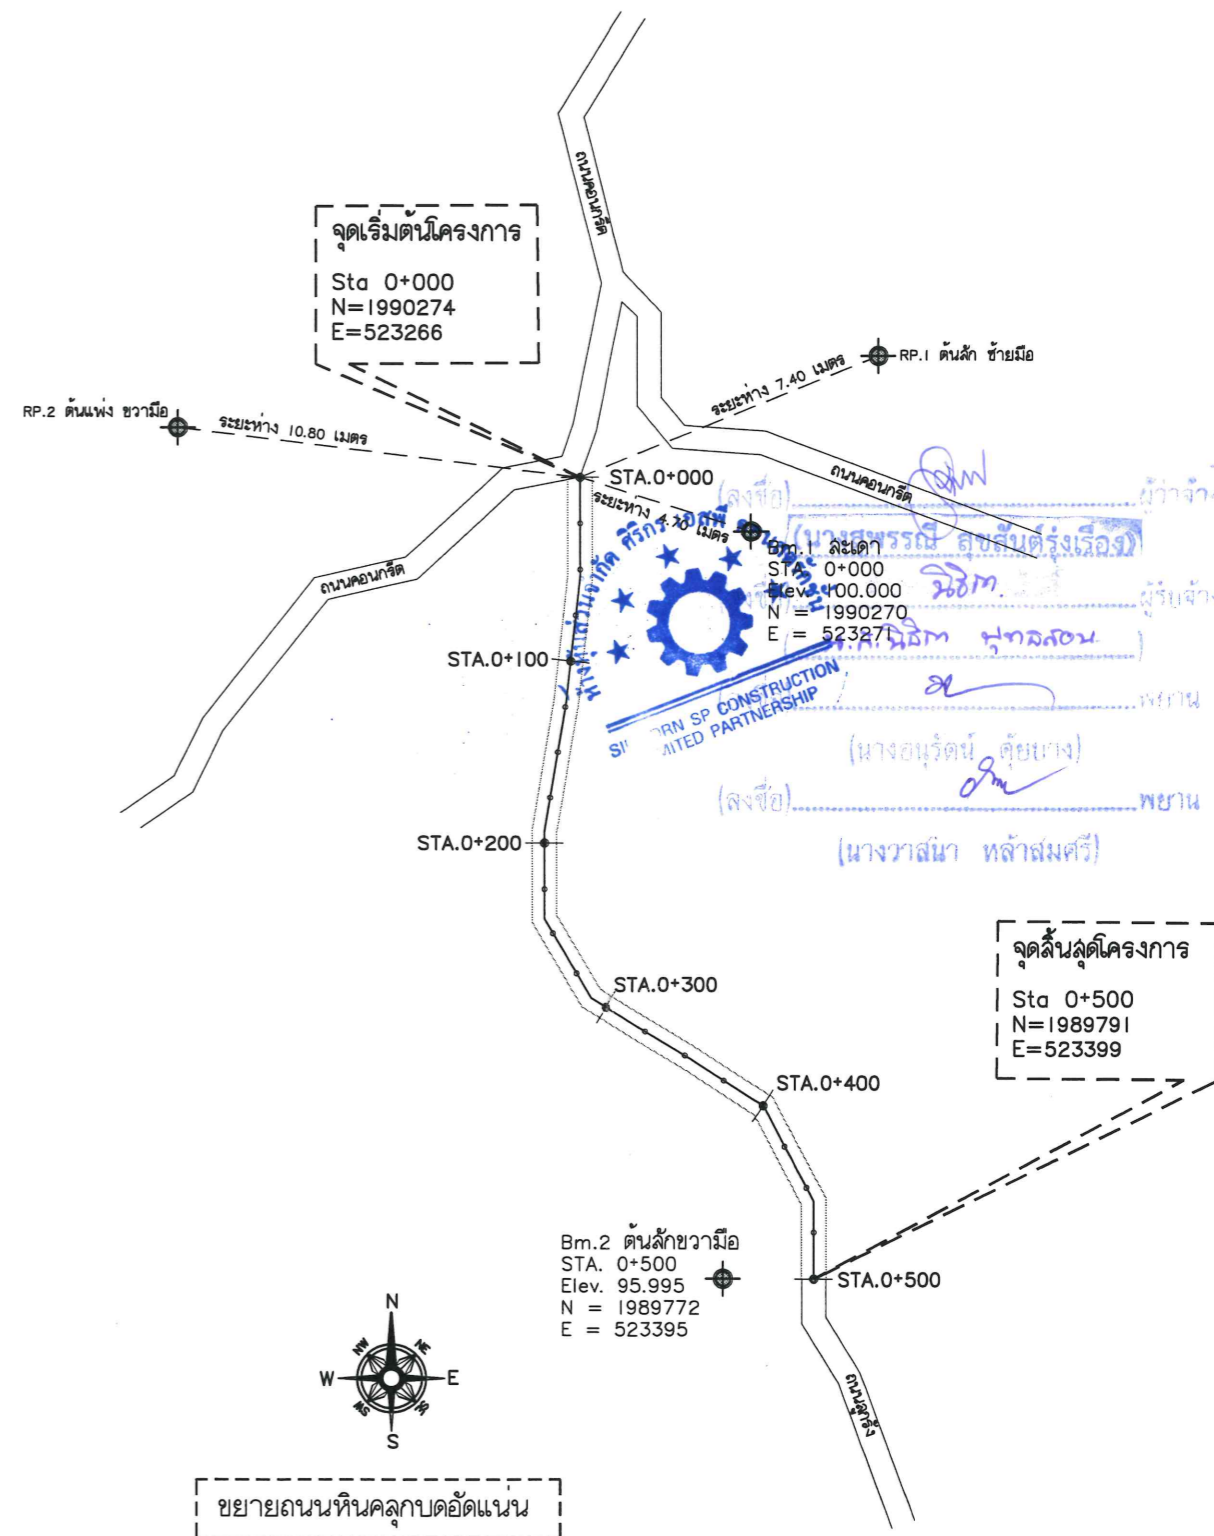 ถนนคอนกรีต
จุดเริ่มต้นโครงการ
Sta 0+000
N=1990274
E=523266
RP.1 ต้นสัก ซ้ายมือ
ระยะห่าง 7.40 เมตร
RP.2 ต้นแพ่ง ขวามือ
ระยะห่าง 10.80 เมตร
STA.0+000
ระยะห่าง 4.70 เมตร
ถนนคอนกรีต
(ลงชื่อ)
ผู้ว่าจ้าง
(นางสุพรรณี สุขสันต์รุ่งเรือง)
Bm.1 สะเดา
STA. 0+000
Elev. 100.000
N = 1990270
E = 523271
ผู้รับจ้าง
ถนนคอนกรีต
STA.0+100
SP CONSTRUCTION
PARTNERSHIP
พยาน
(นางอนุรัตน์
(ลงชื่อ)
พยาน
(นางวาสนา หล้าสมศรี)
STA.0+200
จุดสิ้นสุดโครงการ
Sta 0+500
N=1989791
E=523399
STA.0+300
STA.0+400
Bm.2 ต้นสักขวามือ
STA. 0+500
Elev. 95.995
N = 1989772
E = 523395
STA.0+500
ถนนลูกรัง
N
NW NE
W E
SW SE
S
ขยายถนนหินคลุกบดอัดแน่น